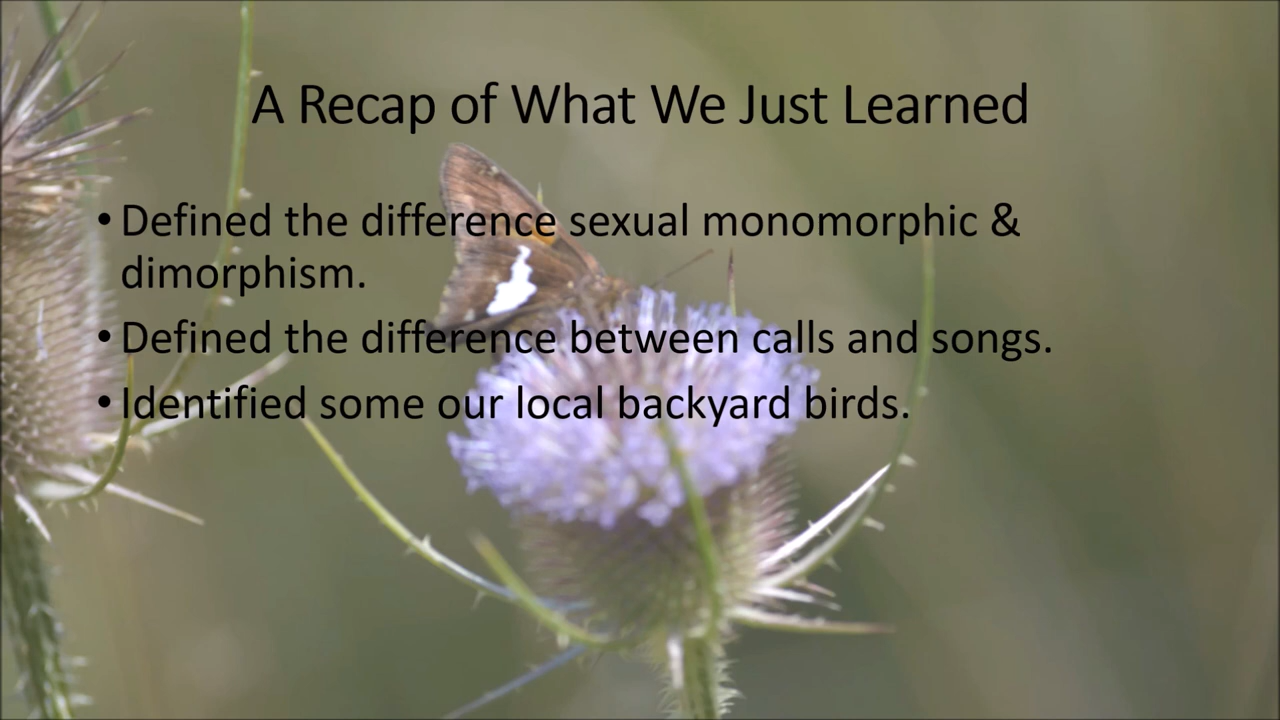 A Recap of What We Just Learned
• Defined the difference sexual monomorphic &
dimorphism.
• Defined the difference between calls and songs.
• Identified some our local backyard birds.